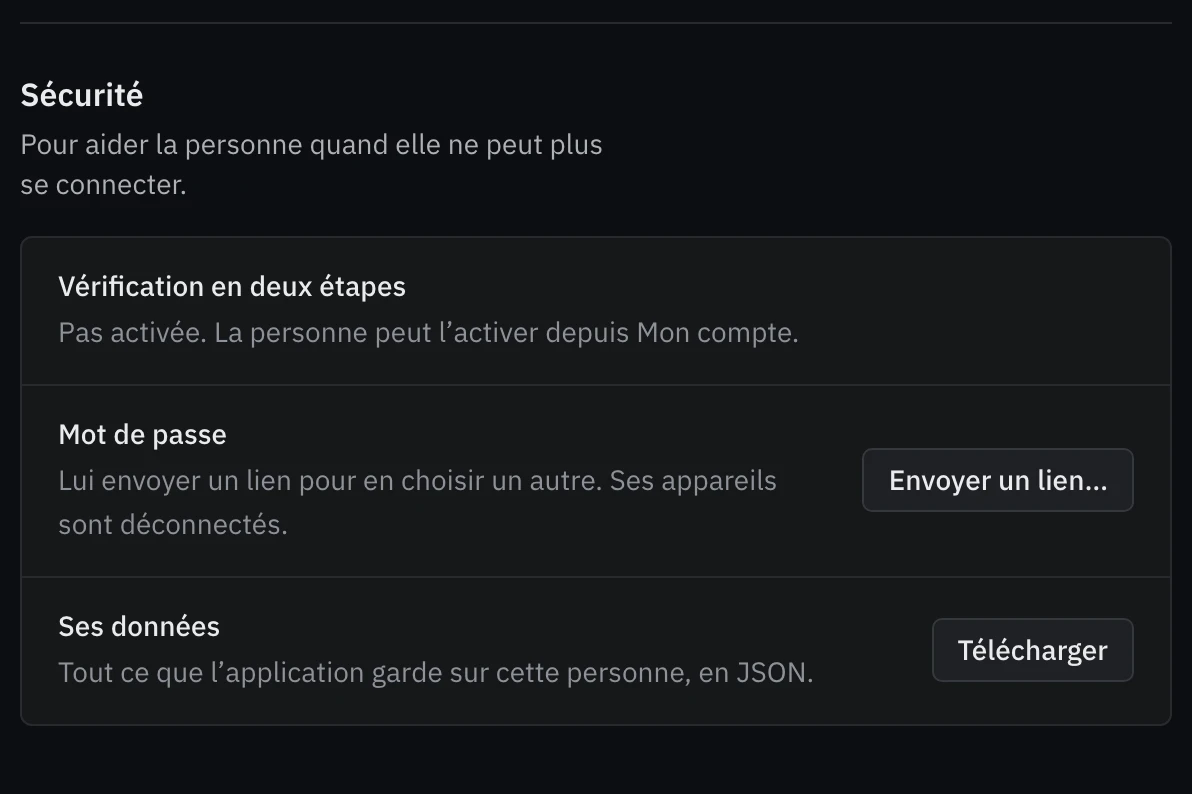 Sécurité
Pour aider la personne quand elle ne peut plus
se connecter.
Vérification en deux étapes
Pas activée. La personne peut l’activer depuis Mon compte.
Mot de passe
Lui envoyer un lien pour en choisir un autre. Ses appareils
sont déconnectés.
Envoyer un lien...
Ses données
Tout ce que l’application garde sur cette personne, en JSON.
Télécharger